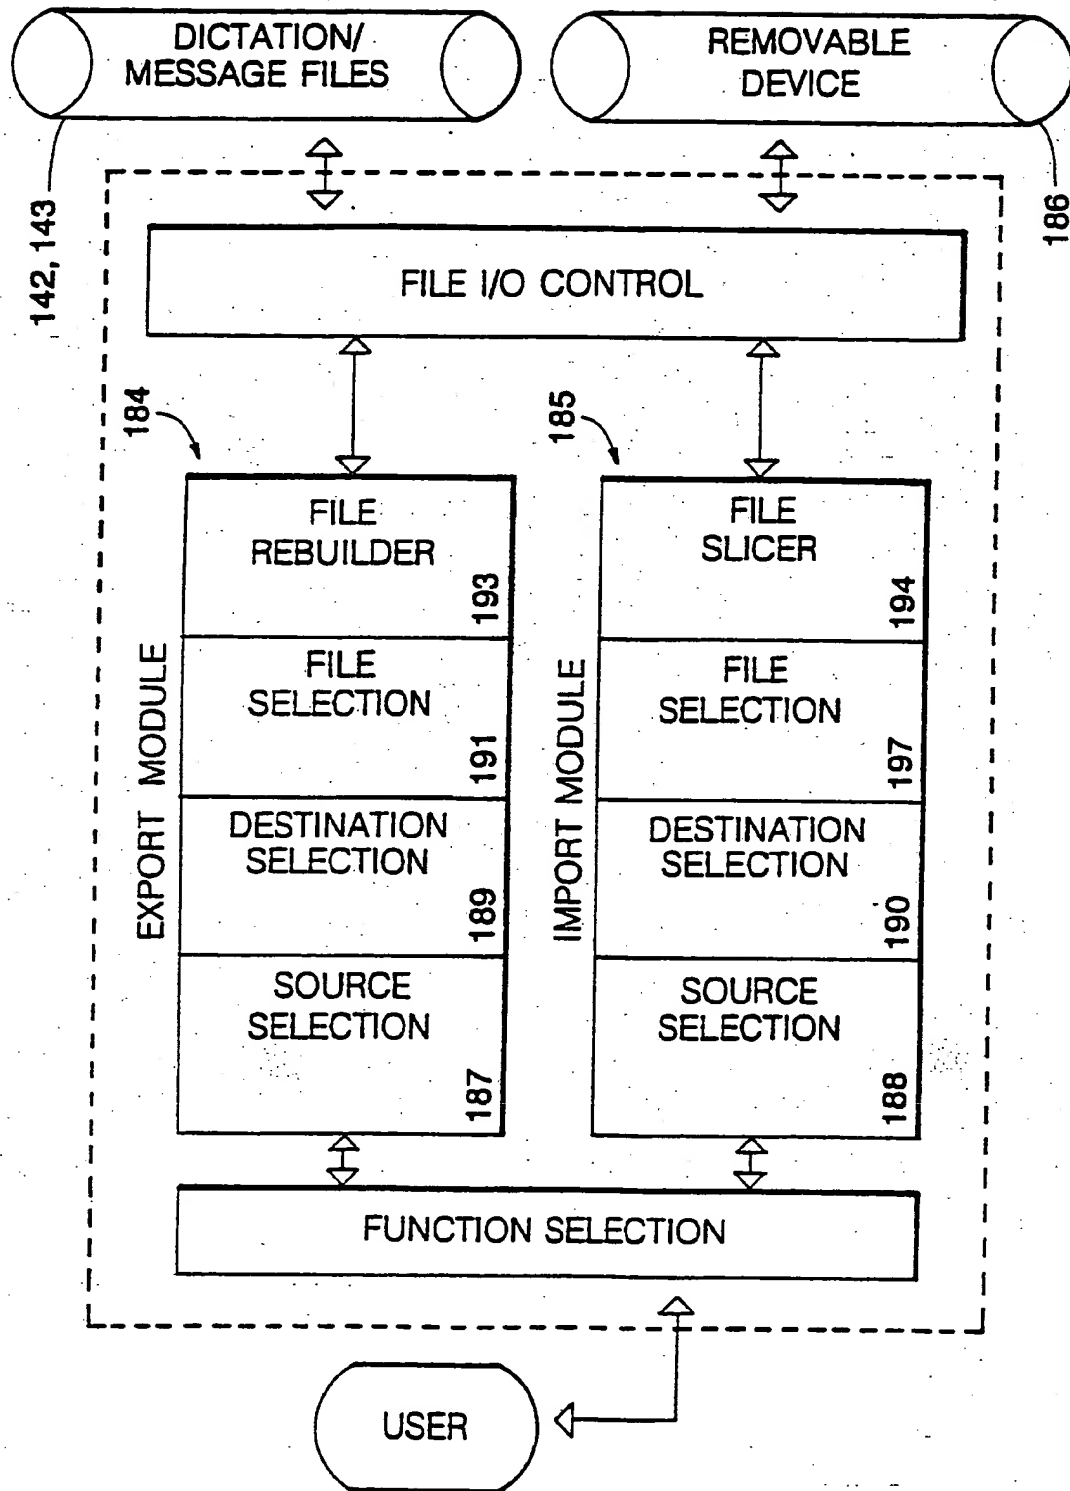 DICTATION/
MESSAGE FILES
REMOVABLE
DEVICE
142, 143
186
FILE I/O CONTROL
184
185
EXPORT MODULE
FILE
REBUILDER
193
FILE
SELECTION
191
DESTINATION
SELECTION
189
SOURCE
SELECTION
187
IMPORT MODULE
FILE
SLICER
194
FILE
SELECTION
197
DESTINATION
SELECTION
190
SOURCE
SELECTION
188
FUNCTION SELECTION
USER